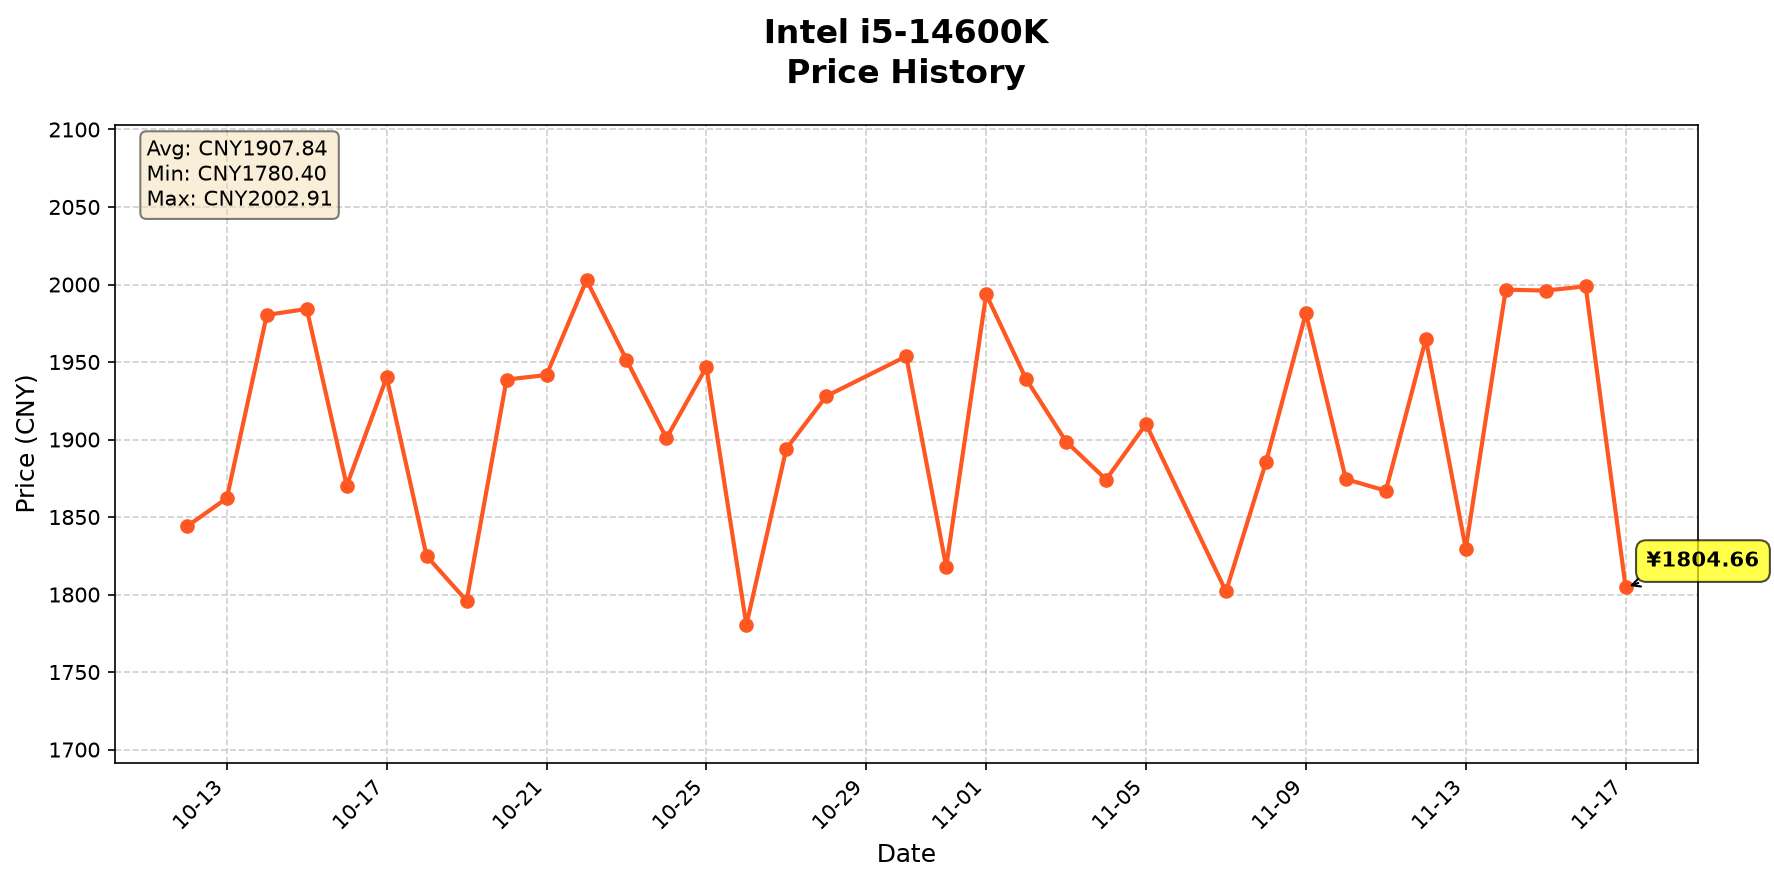 Intel i5-14600K
Price History
Avg: CNY1907.84
Min: CNY1780.40
Max: CNY2002.91
2100
2050
2000
1950
1900
1850
1800
1750
1700
Price (CNY)
¥1804.66
10-13
10-17
10-21
10-25
10-29
11-01
11-05
11-09
11-13
11-17
Date